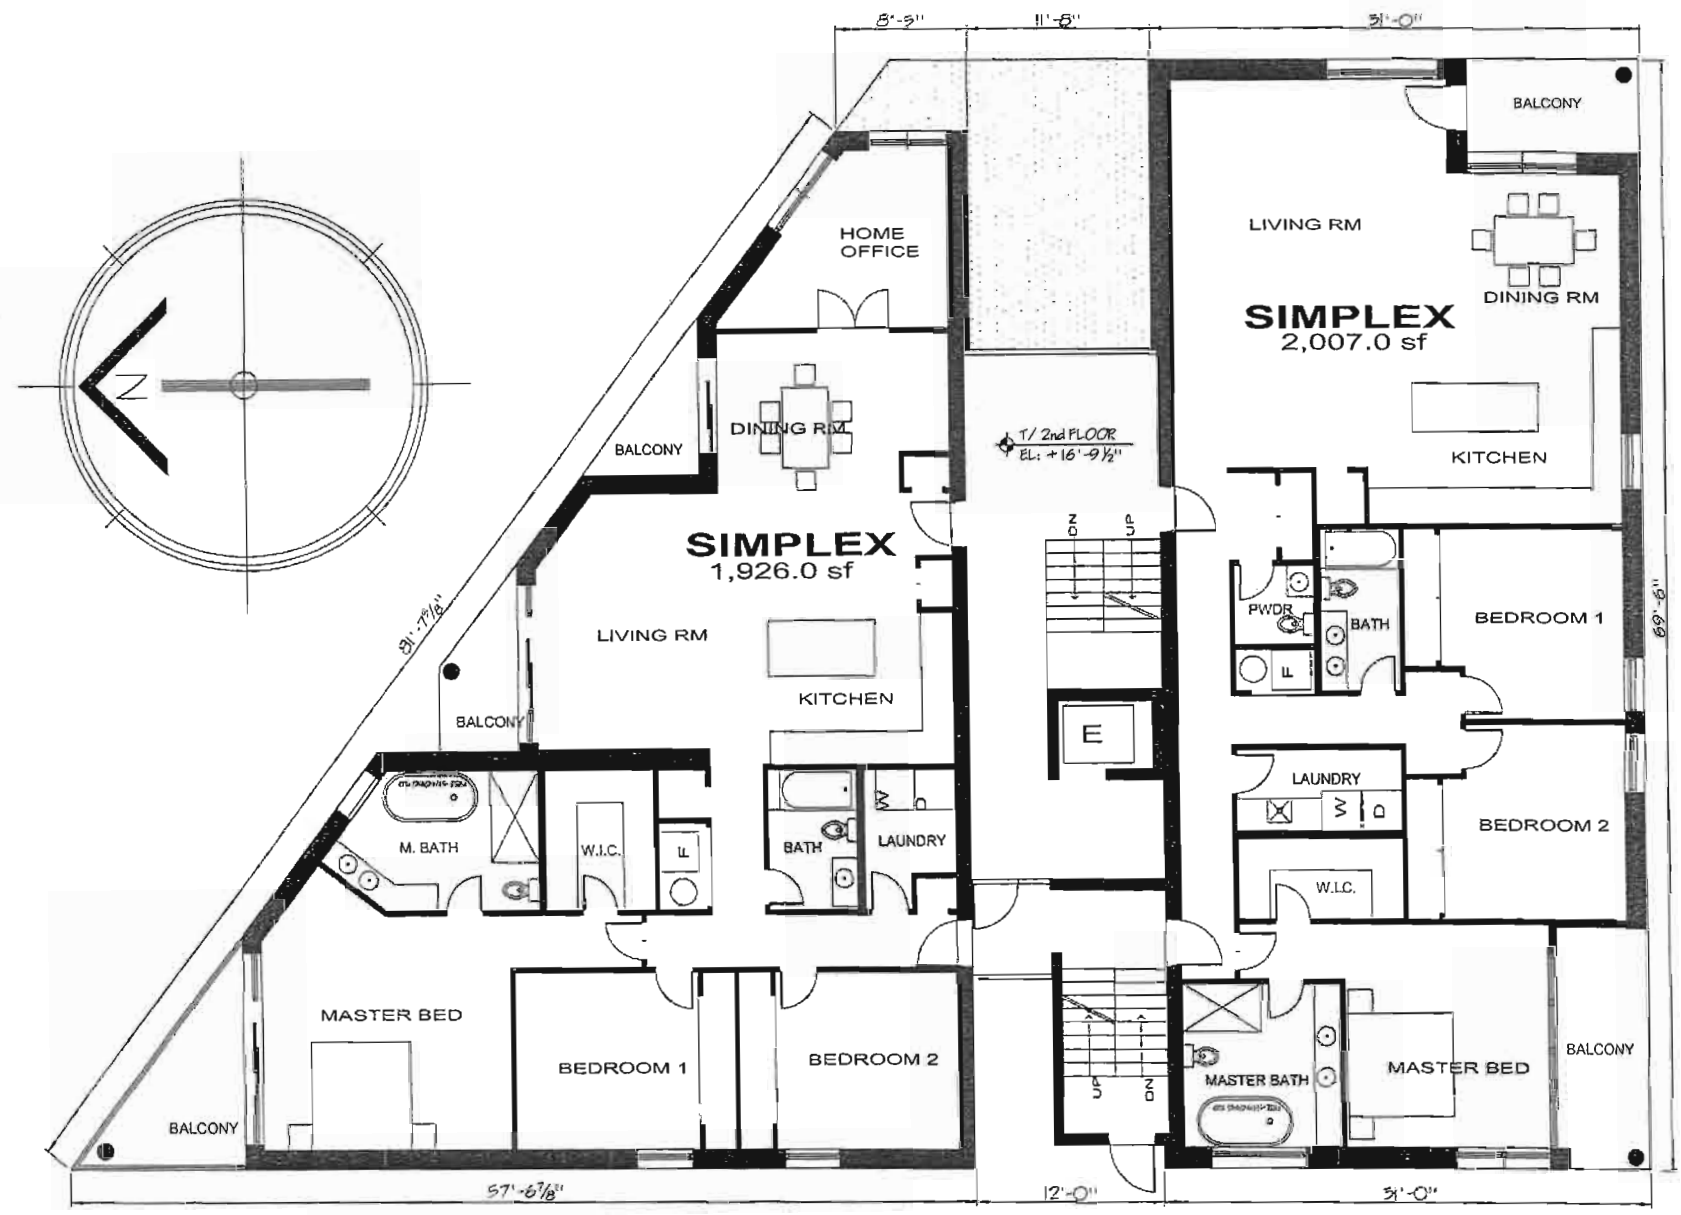 8'-5"
11'-8"
31'-0"
BALCONY
LIVING RM
HOME
OFFICE
DINING RM
SIMPLEX
2,007.0 sf
N
DINING RM
T/ 2nd FLOOR
EL: +16'-9½"
BALCONY
KITCHEN
DN
UP
SIMPLEX
1,926.0 sf
81'-7⅝"
LIVING RM
PWDR
BATH
BEDROOM 1
69'-6"
F
KITCHEN
BALCONY
E
LAUNDRY
W
D
W
D
BEDROOM 2
M. BATH
W.I.C.
F
BATH
LAUNDRY
W.I.C.
MASTER BED
BEDROOM 1
BEDROOM 2
UP
DN
MASTER BATH
MASTER BED
BALCONY
BALCONY
57'-6⅞"
12'-0"
31'-0"